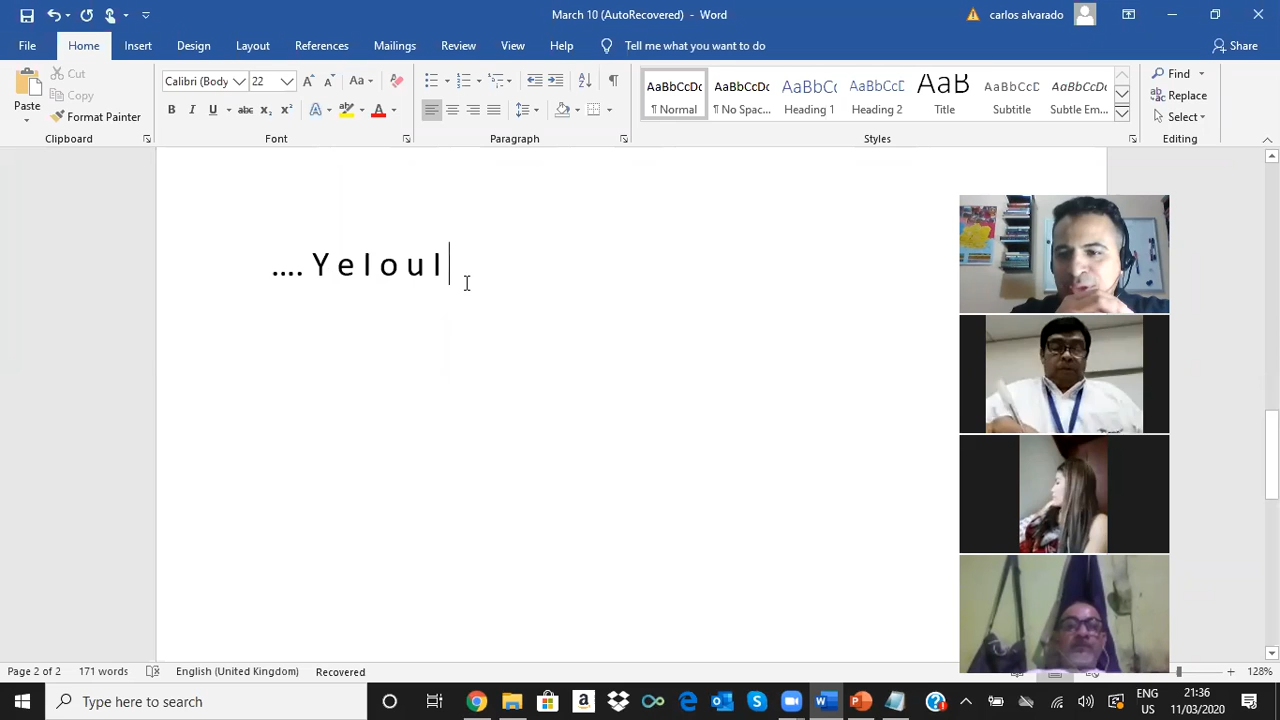 March 10 (AutoRecovered) - Word
carlos alvarado
File Home Insert Design Layout References Mailings Review View Help Tell me what you want to do Share
Paste
Cut
Copy
Format Painter
Clipboard
Calibri (Body 22
Font
Paragraph
AaBbCcDc ¶ Normal
AaBbCcDc ¶ No Spac...
AaBbCc Heading 1
AaBbCcC Heading 2
AaB Title
AaBbCcD Subtitle
AaBbCcDc Subtle Em...
Styles
Find
Replace
Select
Editing
.... Y e l o u l
Page 2 of 2 171 words English (United Kingdom) Recovered 128%
Type here to search
ENG US
21:36
11/03/2020